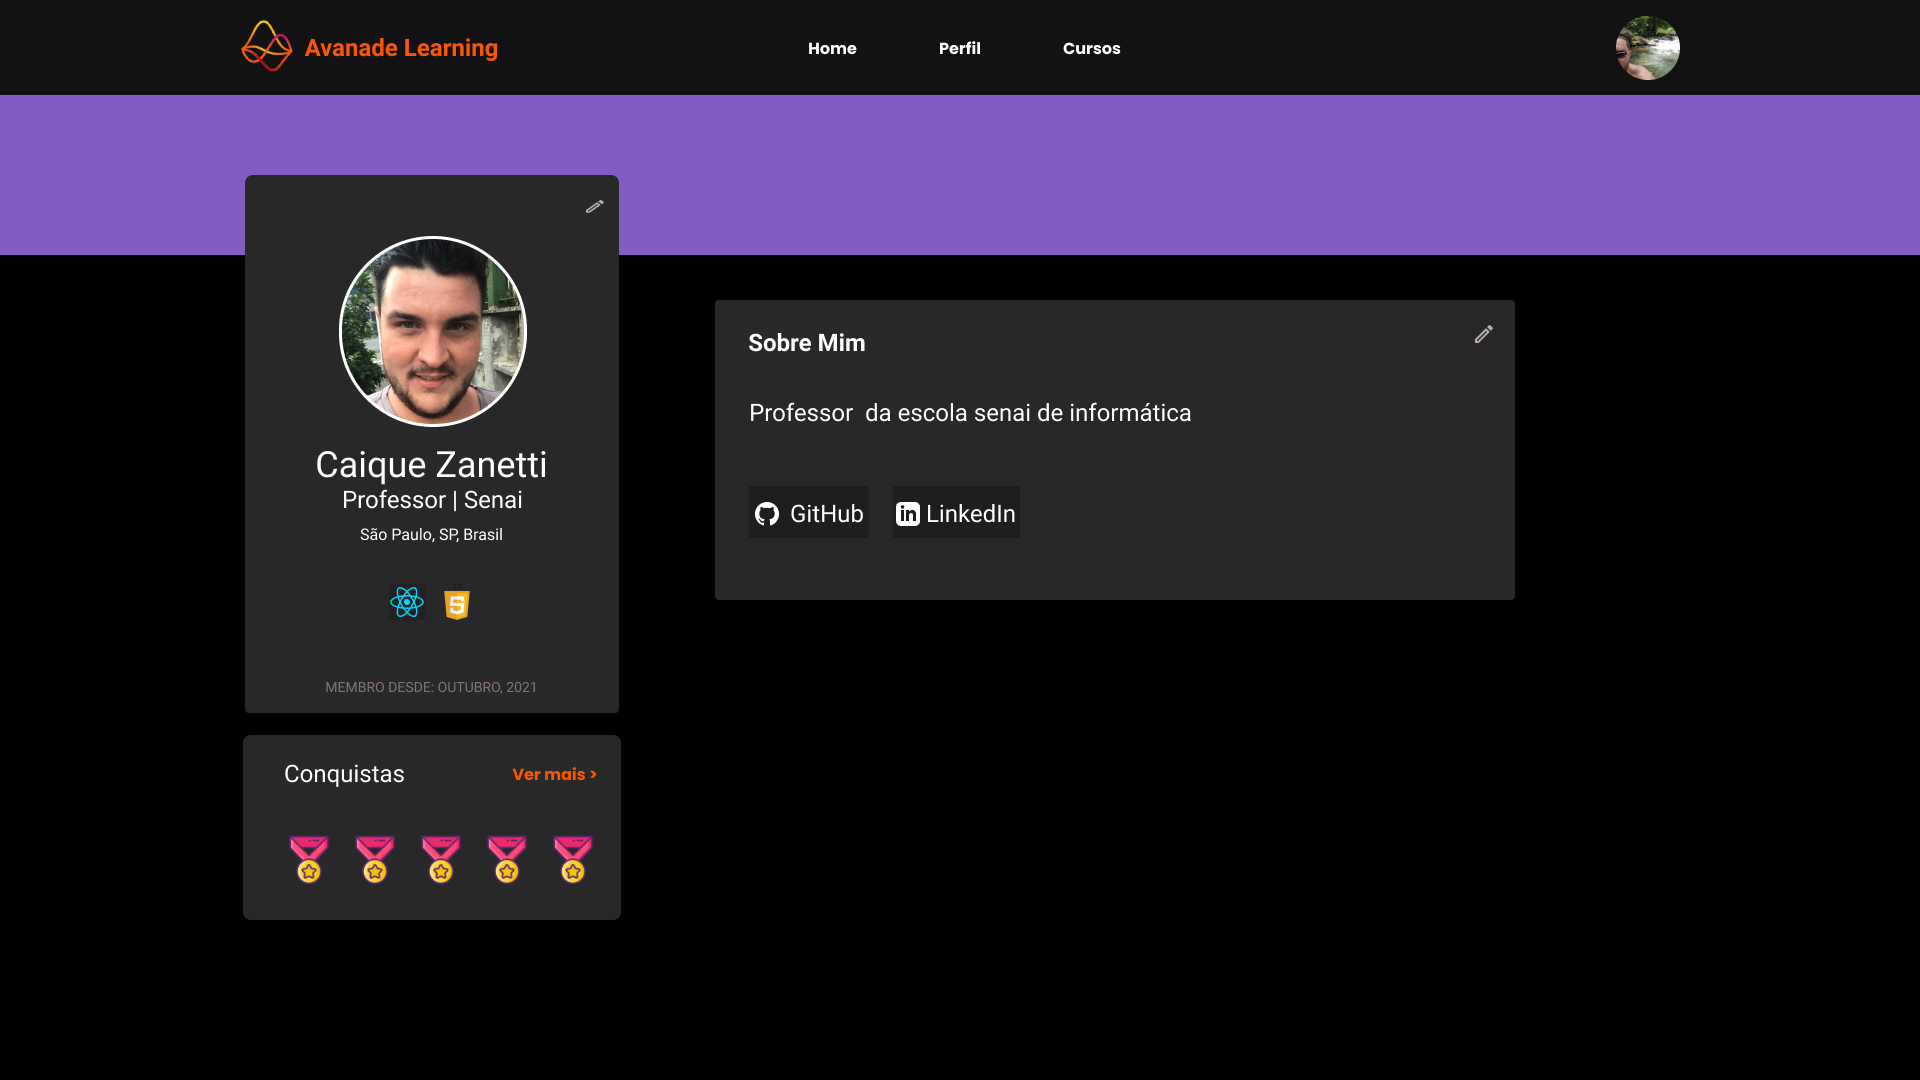 Avanade Learning
Home
Perfil
Cursos
Caique Zanetti
Professor | Senai
São Paulo, SP, Brasil
MEMBRO DESDE: OUTUBRO, 2021
Conquistas
Ver mais >
Sobre Mim
Professor  da escola senai de informática
GitHub
LinkedIn